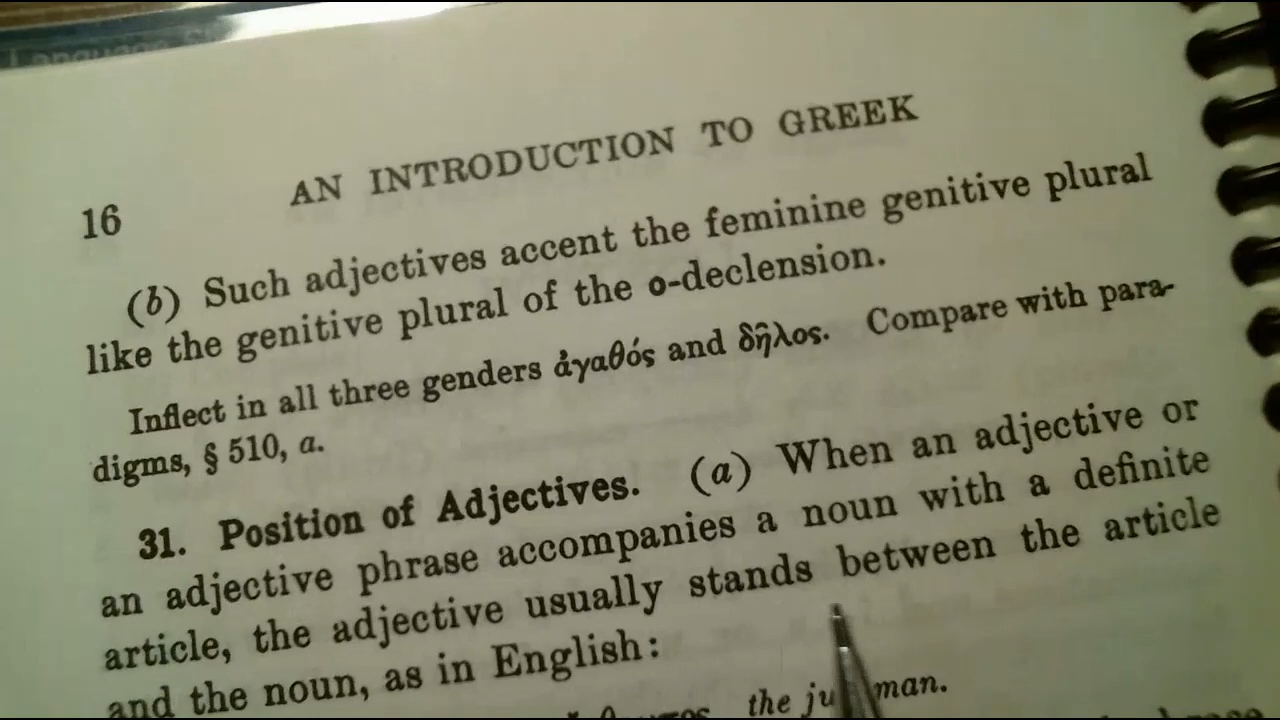 Language
16 AN INTRODUCTION TO GREEK
(b) Such adjectives accent the feminine genitive plural
like the genitive plural of the o-declension.
Inflect in all three genders ἀγαθός and δῆλος. Compare with para-
digms, § 510, a.
31. Position of Adjectives. (a) When an adjective or
an adjective phrase accompanies a noun with a definite
article, the adjective usually stands between the article
and the noun, as in English:
the man.